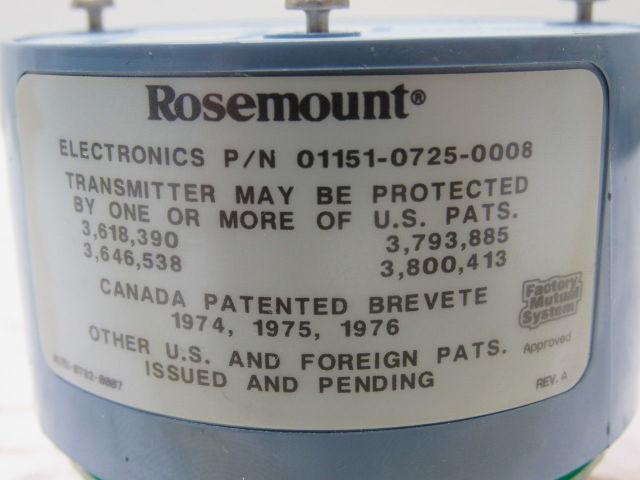 Rosemount®
ELECTRONICS P/N 01151-0725-0008
TRANSMITTER MAY BE PROTECTED
BY ONE OR MORE OF U.S. PATS.
3,618,390 3,793,885
3,646,538 3,800,413
CANADA PATENTED BREVETE
1974, 1975, 1976
Factory
Mutual
System
Approved
OTHER U.S. AND FOREIGN PATS.
ISSUED AND PENDING
REV. A